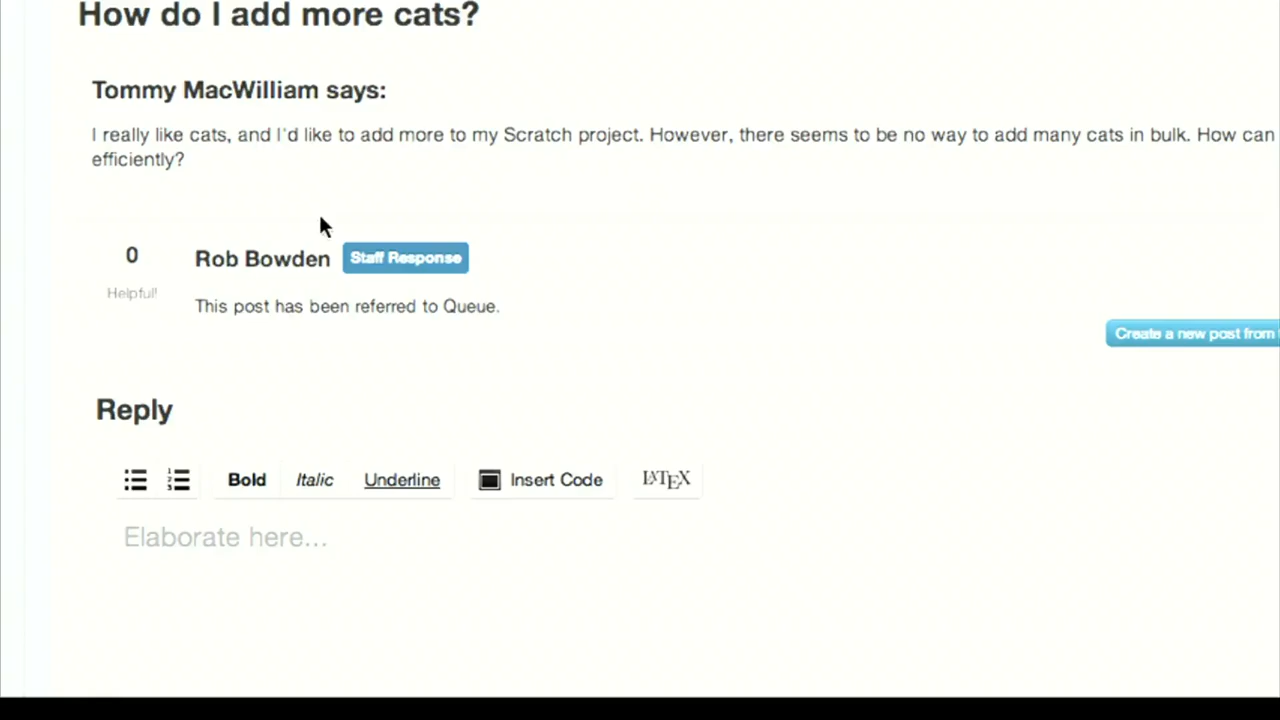 How do I add more cats?
Tommy MacWilliam says:
I really like cats, and I'd like to add more to my Scratch project. However, there seems to be no way to add many cats in bulk. How can
efficiently?
0
Helpful!
Rob Bowden Staff Response
This post has been referred to Queue.
Create a new post from
Reply
Bold Italic Underline Insert Code LATEX
Elaborate here...